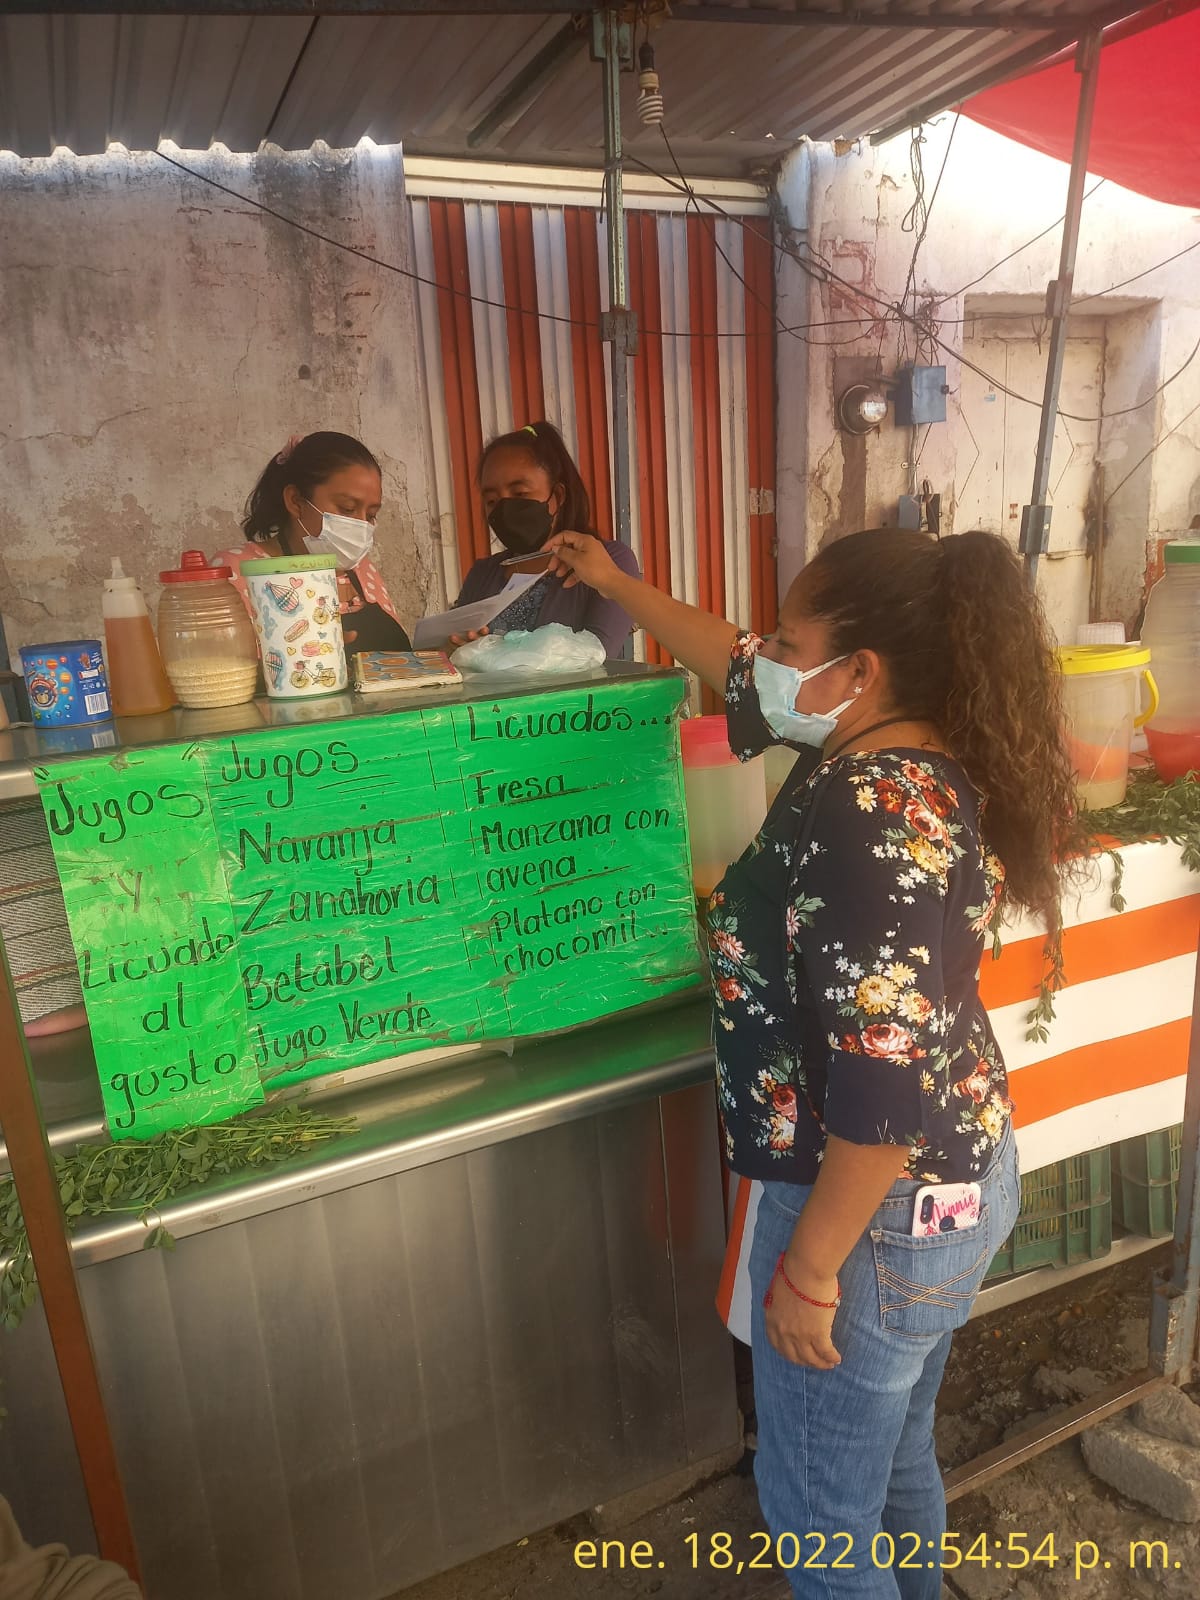 Jugos
y
Licuado
al
gusto
Jugos...
Naranja
Zanahoria
Betabel
Jugo Verde
Licuados...
Fresa...
Manzana con
avena...
Platano con
chocomil...
Minnie
ene. 18,2022 02:54:54 p. m.